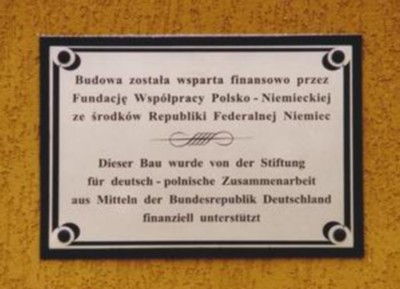 Budowa została wsparta finansowo przez
Fundację Współpracy Polsko - Niemieckiej
ze środków Republiki Federalnej Niemiec
Dieser Bau wurde von der Stiftung
für deutsch - polnische Zusammenarbeit
aus Mitteln der Bundesrepublik Deutschland
finanziell unterstützt